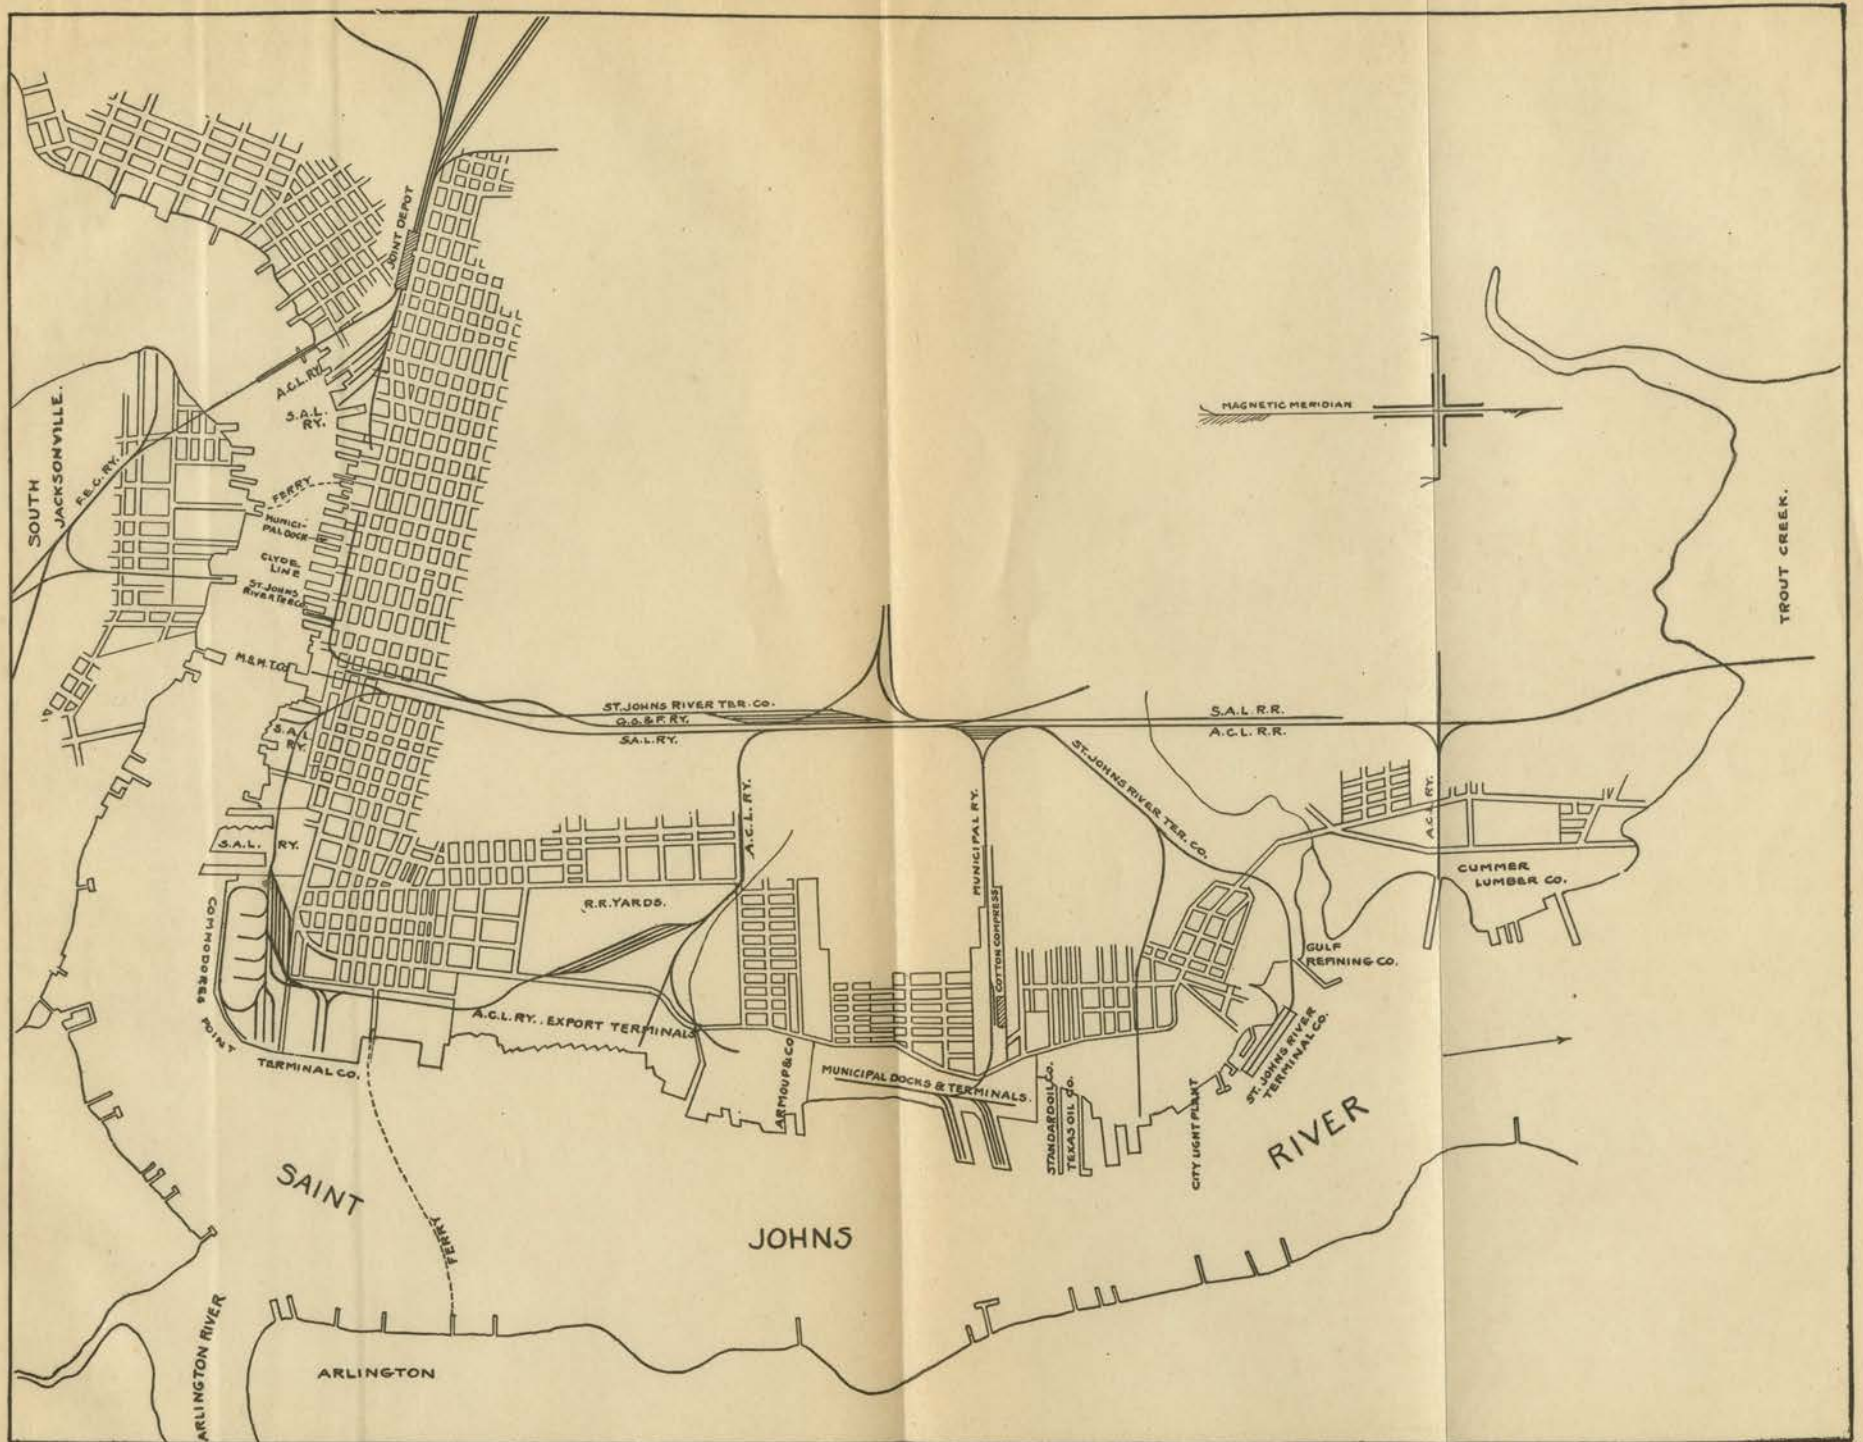 JOINT DEPOT
A.C.L. RY.
S.A.L.
RY.
SOUTH
JACKSONVILLE.
F.E.C. RY.
FERRY
MUNICI-
PAL DOCK
CLYDE
LINE
ST. JOHNS
RIVER TER CO.
M. & M. T. CO.
S.A.L.
RY.
S.A.L. RY.
COMMODORES
POINT
TERMINAL CO.
ST. JOHNS RIVER TER. CO.
G.S. & F. RY.
S.A.L. RY.
A.C.L. RY.
R.R. YARDS.
A.C.L. RY. EXPORT TERMINALS
ARMOUR & CO.
MUNICIPAL RY.
COTTON COMPRESS
MUNICIPAL DOCKS & TERMINALS.
STANDARD OIL CO.
TEXAS OIL CO.
CITY LIGHT PLANT
ST. JOHNS RIVER TER. CO.
ST. JOHNS RIVER
TERMINAL CO.
GULF
REFINING CO.
S.A.L. R.R.
A.C.L. R.R.
A.C.L. RY.
CUMMER
LUMBER CO.
MAGNETIC MERIDIAN
TROUT CREEK.
SAINT
JOHNS
RIVER
FERRY
ARLINGTON RIVER
ARLINGTON